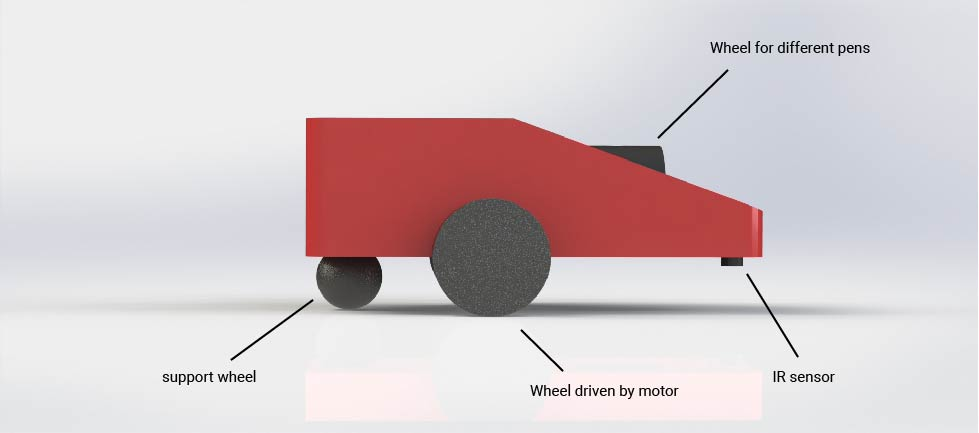 Wheel for different pens
support wheel
Wheel driven by motor
IR sensor